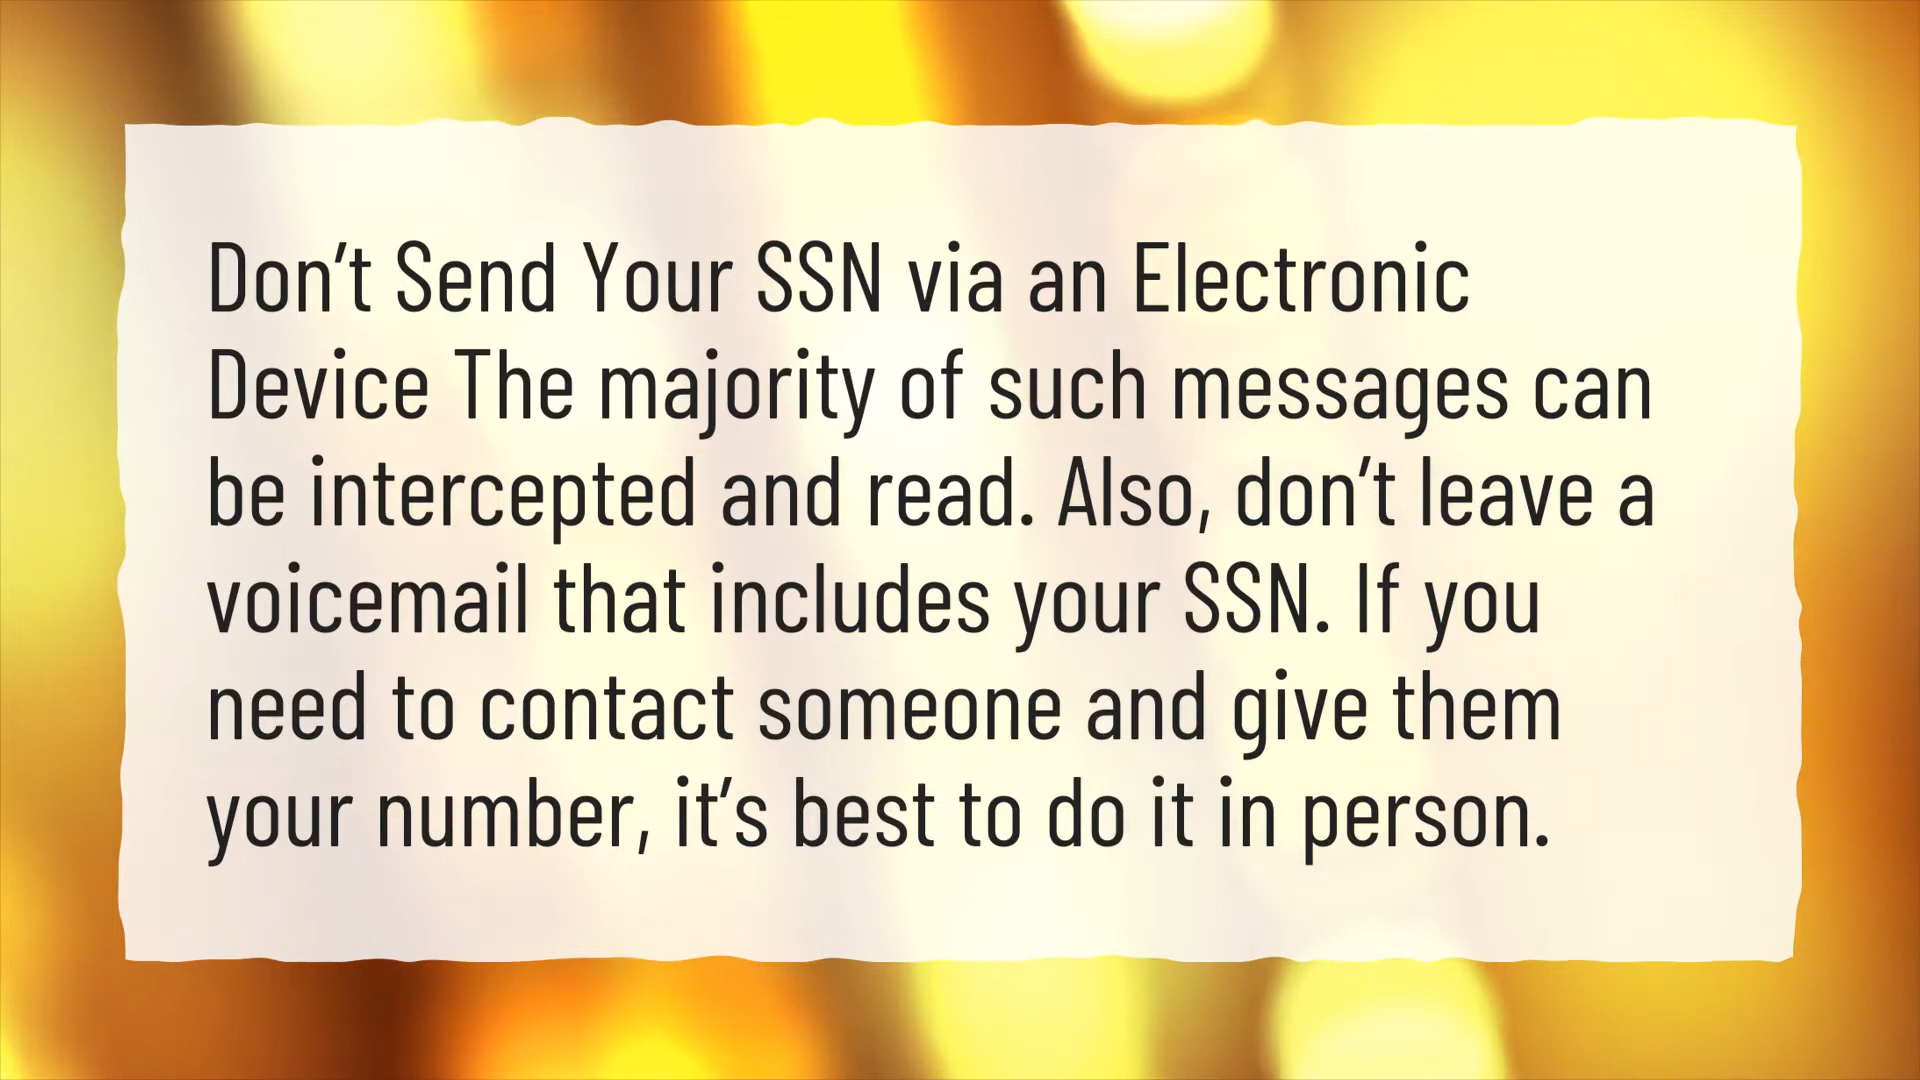 Don’t Send Your SSN via an Electronic
Device The majority of such messages can
be intercepted and read. Also, don’t leave a
voicemail that includes your SSN. If you
need to contact someone and give them
your number, it’s best to do it in person.